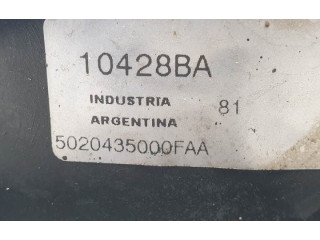 10428BA
INDUSTRIA 81
ARGENTINA
5020435000FAA